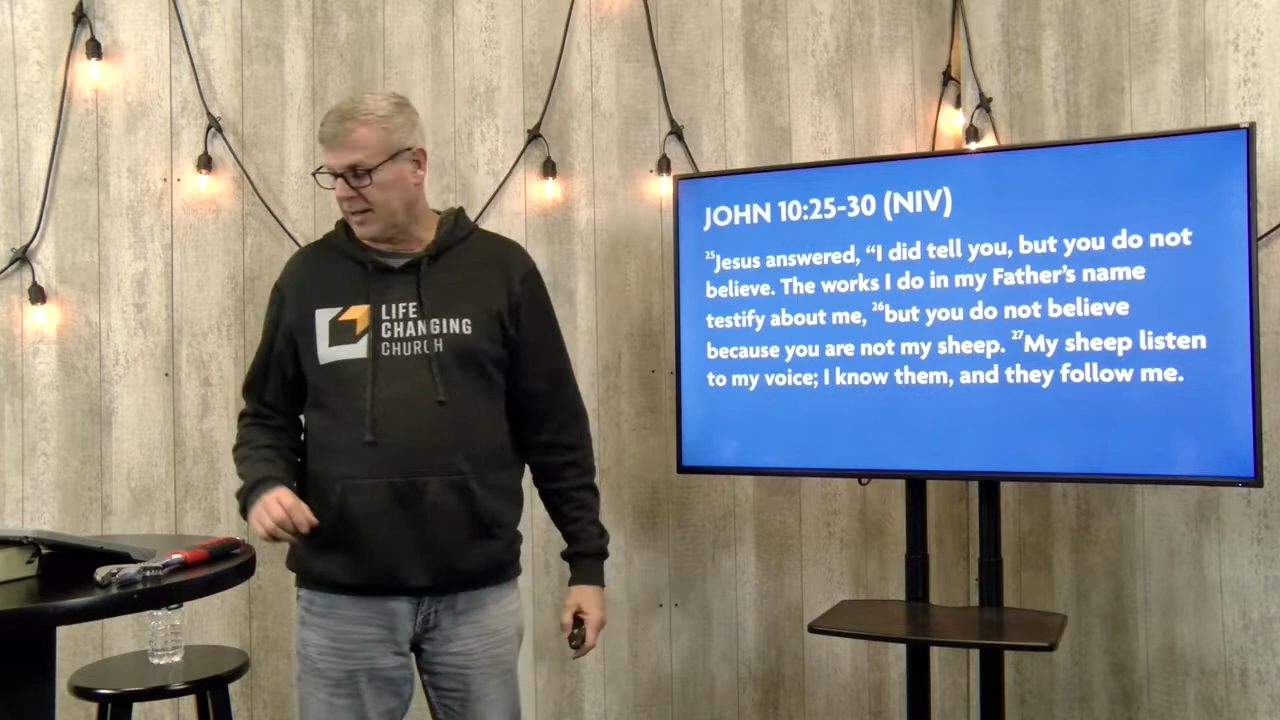 LIFE
CHANGING
CHURCH
JOHN 10:25-30 (NIV)
25Jesus answered, “I did tell you, but you do not
believe. The works I do in my Father’s name
testify about me, 26but you do not believe
because you are not my sheep. 27My sheep listen
to my voice; I know them, and they follow me.